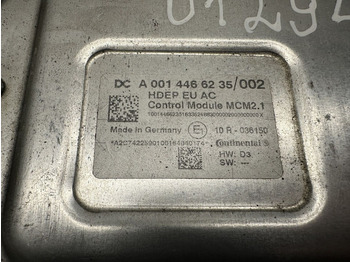 DC A 001 446 62 35/002
HDEP EU AC
Control Module MCM2.1
Made in Germany E1 10 R - 036150
Continental
HW: D3
SW: ---